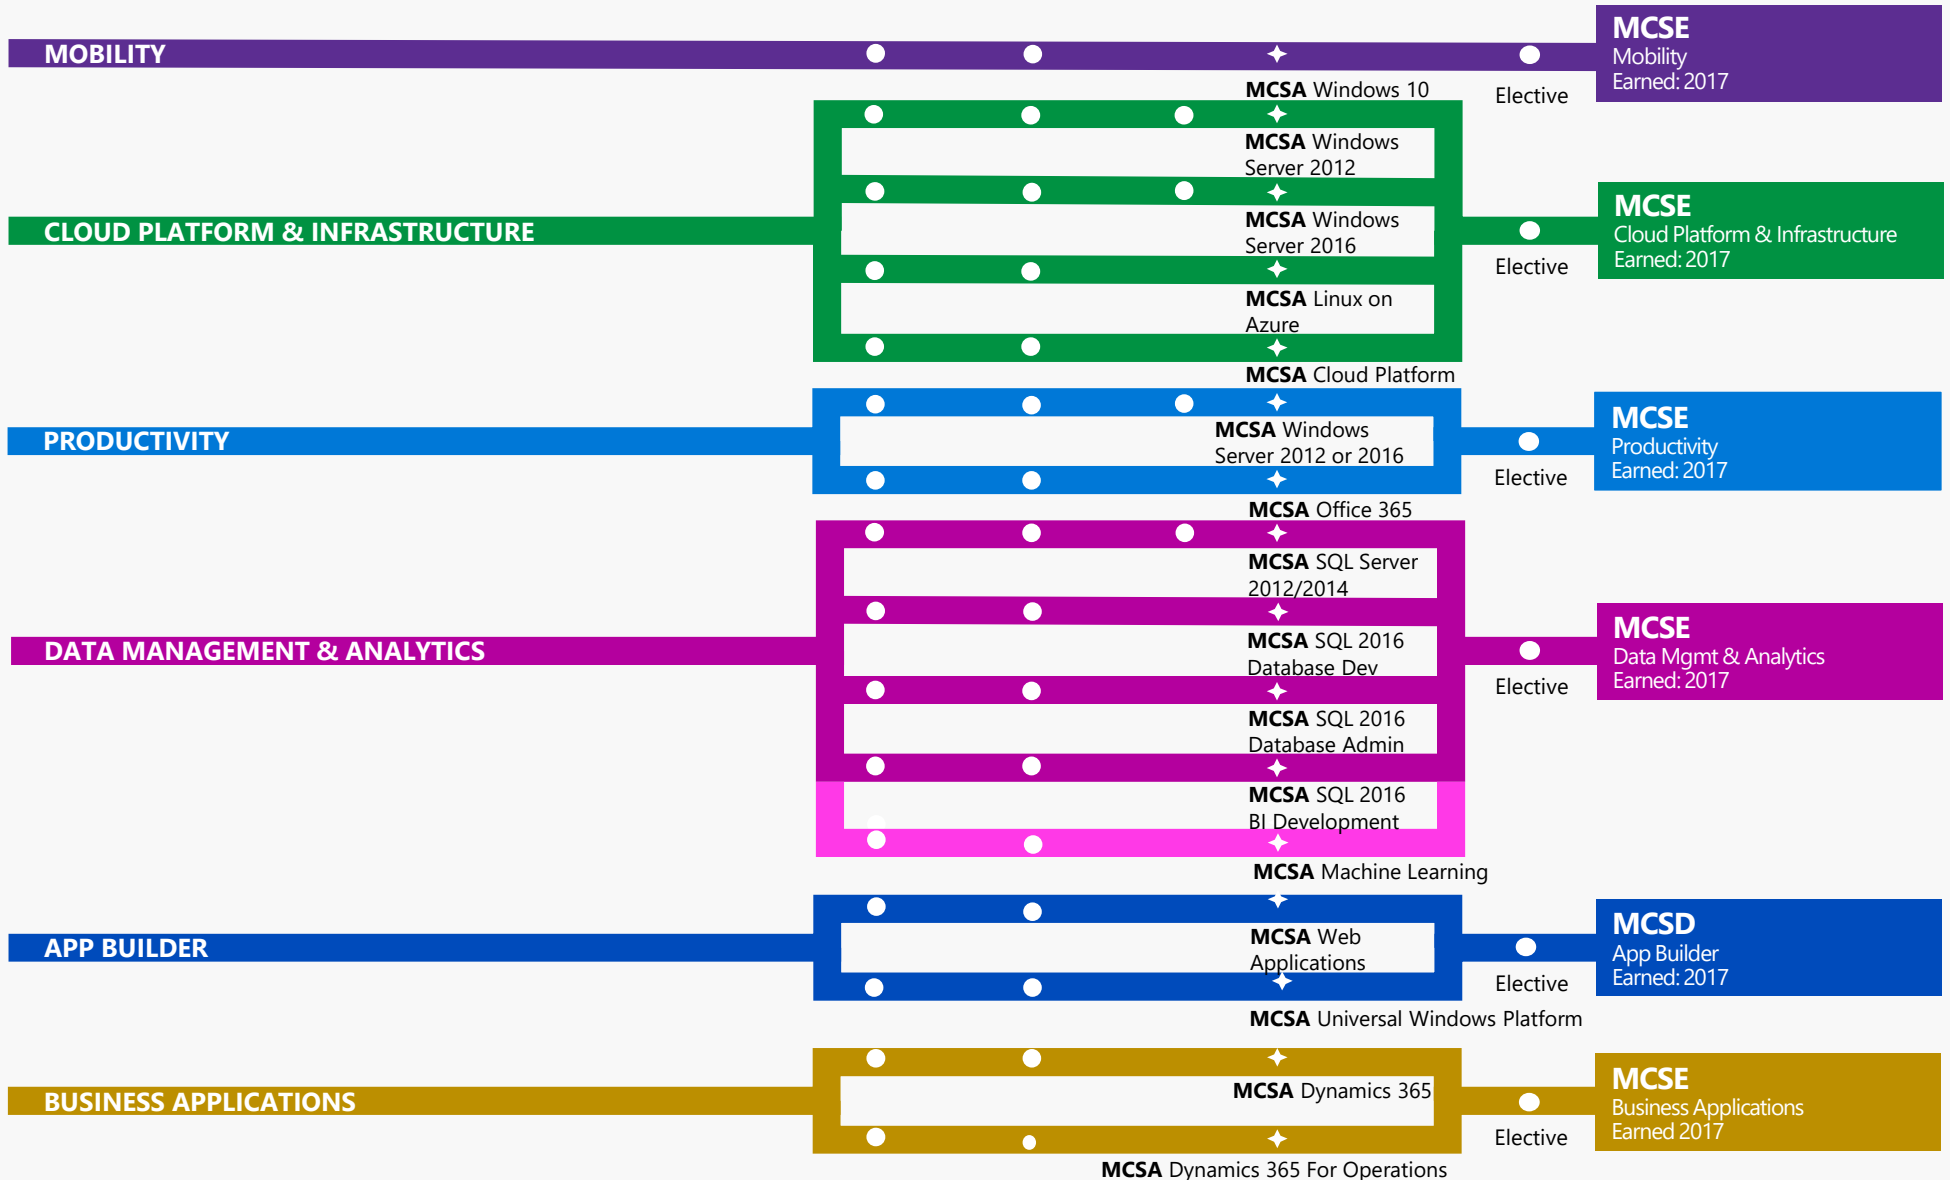 MOBILITY
MCSA Windows 10
Elective
MCSE
Mobility
Earned: 2017
CLOUD PLATFORM & INFRASTRUCTURE
MCSA Windows
Server 2012
MCSA Windows
Server 2016
MCSA Linux on
Azure
MCSA Cloud Platform
Elective
MCSE
Cloud Platform & Infrastructure
Earned: 2017
PRODUCTIVITY
MCSA Windows
Server 2012 or 2016
MCSA Office 365
Elective
MCSE
Productivity
Earned: 2017
DATA MANAGEMENT & ANALYTICS
MCSA SQL Server
2012/2014
MCSA SQL 2016
Database Dev
MCSA SQL 2016
Database Admin
MCSA SQL 2016
BI Development
MCSA Machine Learning
Elective
MCSE
Data Mgmt & Analytics
Earned: 2017
APP BUILDER
MCSA Web
Applications
MCSA Universal Windows Platform
Elective
MCSD
App Builder
Earned: 2017
BUSINESS APPLICATIONS
MCSA Dynamics 365
MCSA Dynamics 365 For Operations
Elective
MCSE
Business Applications
Earned 2017